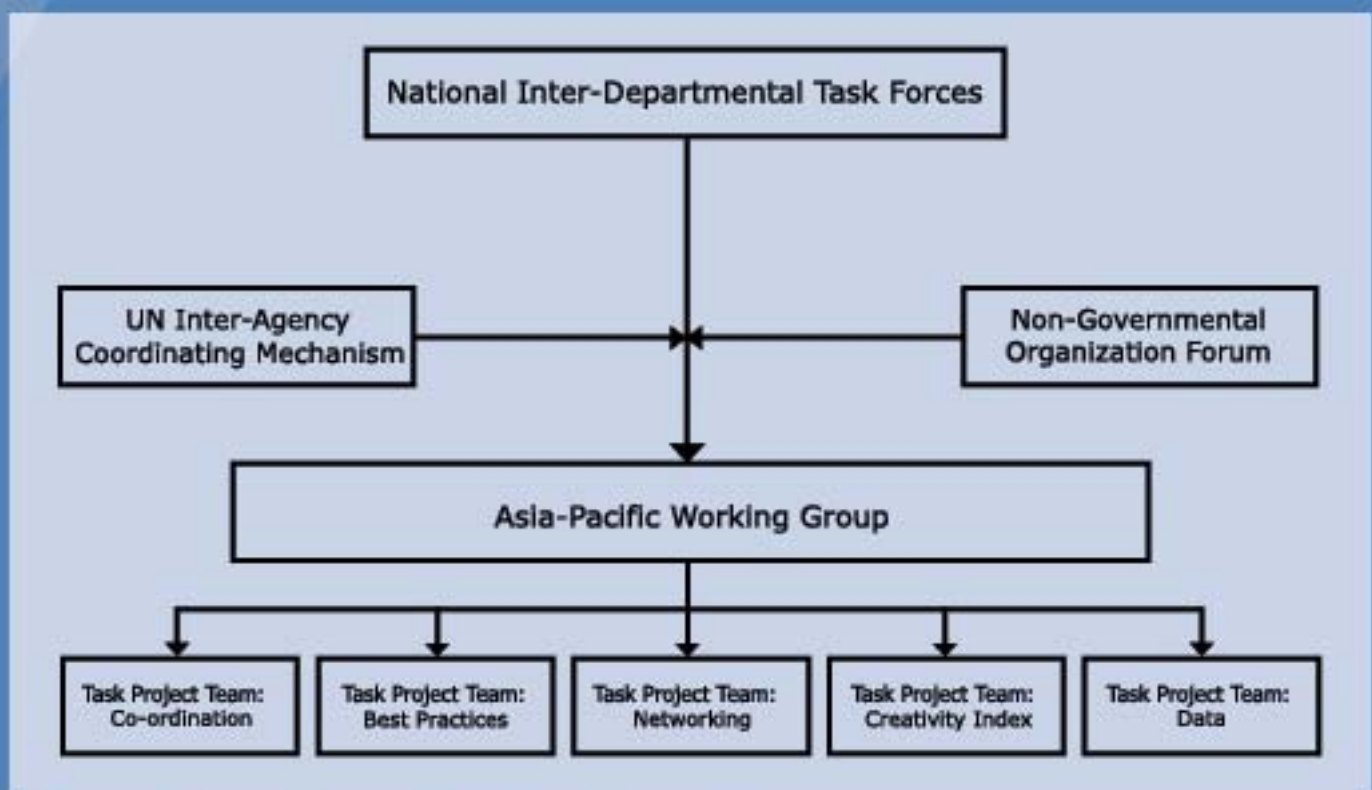 National Inter-Departmental Task Forces
UN Inter-Agency
Coordinating Mechanism
Non-Governmental
Organization Forum
Asia-Pacific Working Group
Task Project Team:
Co-ordination
Task Project Team:
Best Practices
Task Project Team:
Networking
Task Project Team:
Creativity Index
Task Project Team:
Data